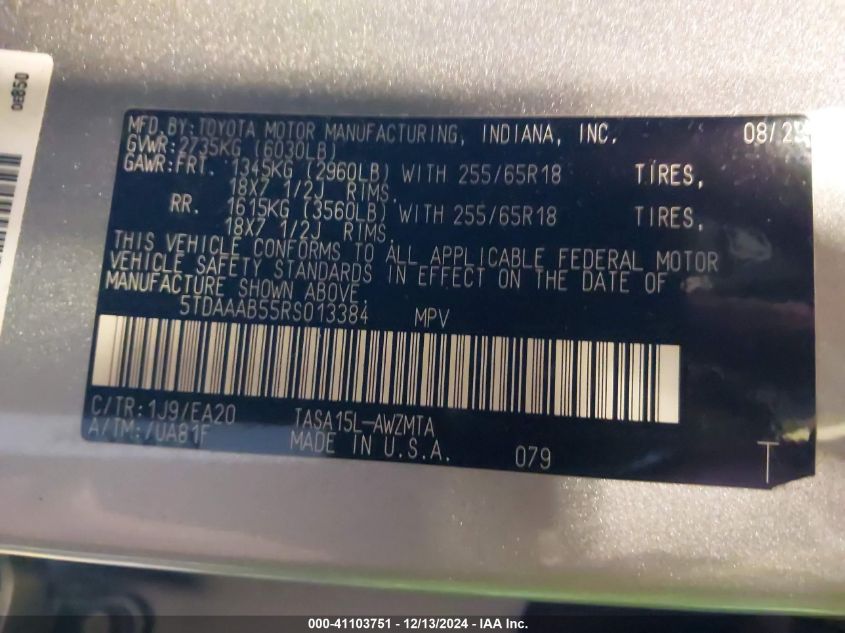 DE850
MFD.BY:TOYOTA MOTOR MANUFACTURING, INDIANA, INC. 08/2
GVWR:2735KG (6030LB)
GAWR:FRT. 1345KG (2960LB) WITH 255/65R18 TIRES,
18X7 1/2J RIMS.
RR. 1615KG (3560LB) WITH 255/65R18 TIRES,
18X7 1/2J RIMS.
THIS VEHICLE CONFORMS TO ALL APPLICABLE FEDERAL MOTOR
VEHICLE SAFETY STANDARDS IN EFFECT ON THE DATE OF
MANUFACTURE SHOWN ABOVE.
5TDAAAB55RS013384 MPV
C/TR:1J9/EA20 TASA15L-AWZMTA
A/TM:/UA81F MADE IN U.S.A. 079 T
000-41103751 - 12/13/2024 - IAA Inc.